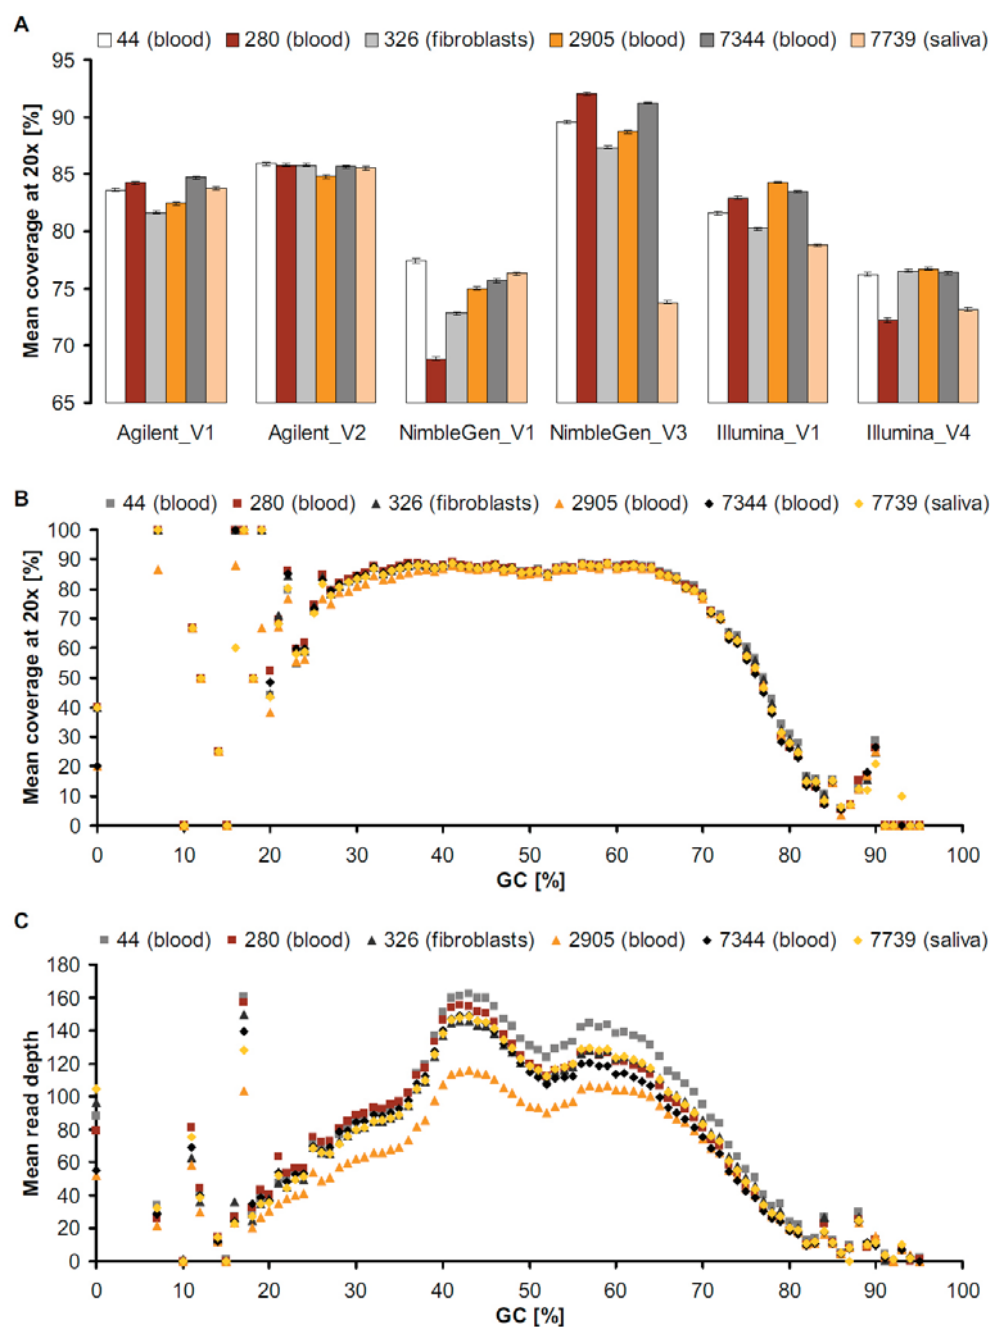 A
44 (blood) 280 (blood) 326 (fibroblasts) 2905 (blood) 7344 (blood) 7739 (saliva)
Mean coverage at 20x [%]
95
90
85
80
75
70
65
Agilent_V1 Agilent_V2 NimbleGen_V1 NimbleGen_V3 Illumina_V1 Illumina_V4
B
44 (blood) 280 (blood) 326 (fibroblasts) 2905 (blood) 7344 (blood) 7739 (saliva)
Mean coverage at 20x [%]
100
90
80
70
60
50
40
30
20
10
0
0 10 20 30 40 50 60 70 80 90 100
GC [%]
C
44 (blood) 280 (blood) 326 (fibroblasts) 2905 (blood) 7344 (blood) 7739 (saliva)
Mean read depth
180
160
140
120
100
80
60
40
20
0
0 10 20 30 40 50 60 70 80 90 100
GC [%]